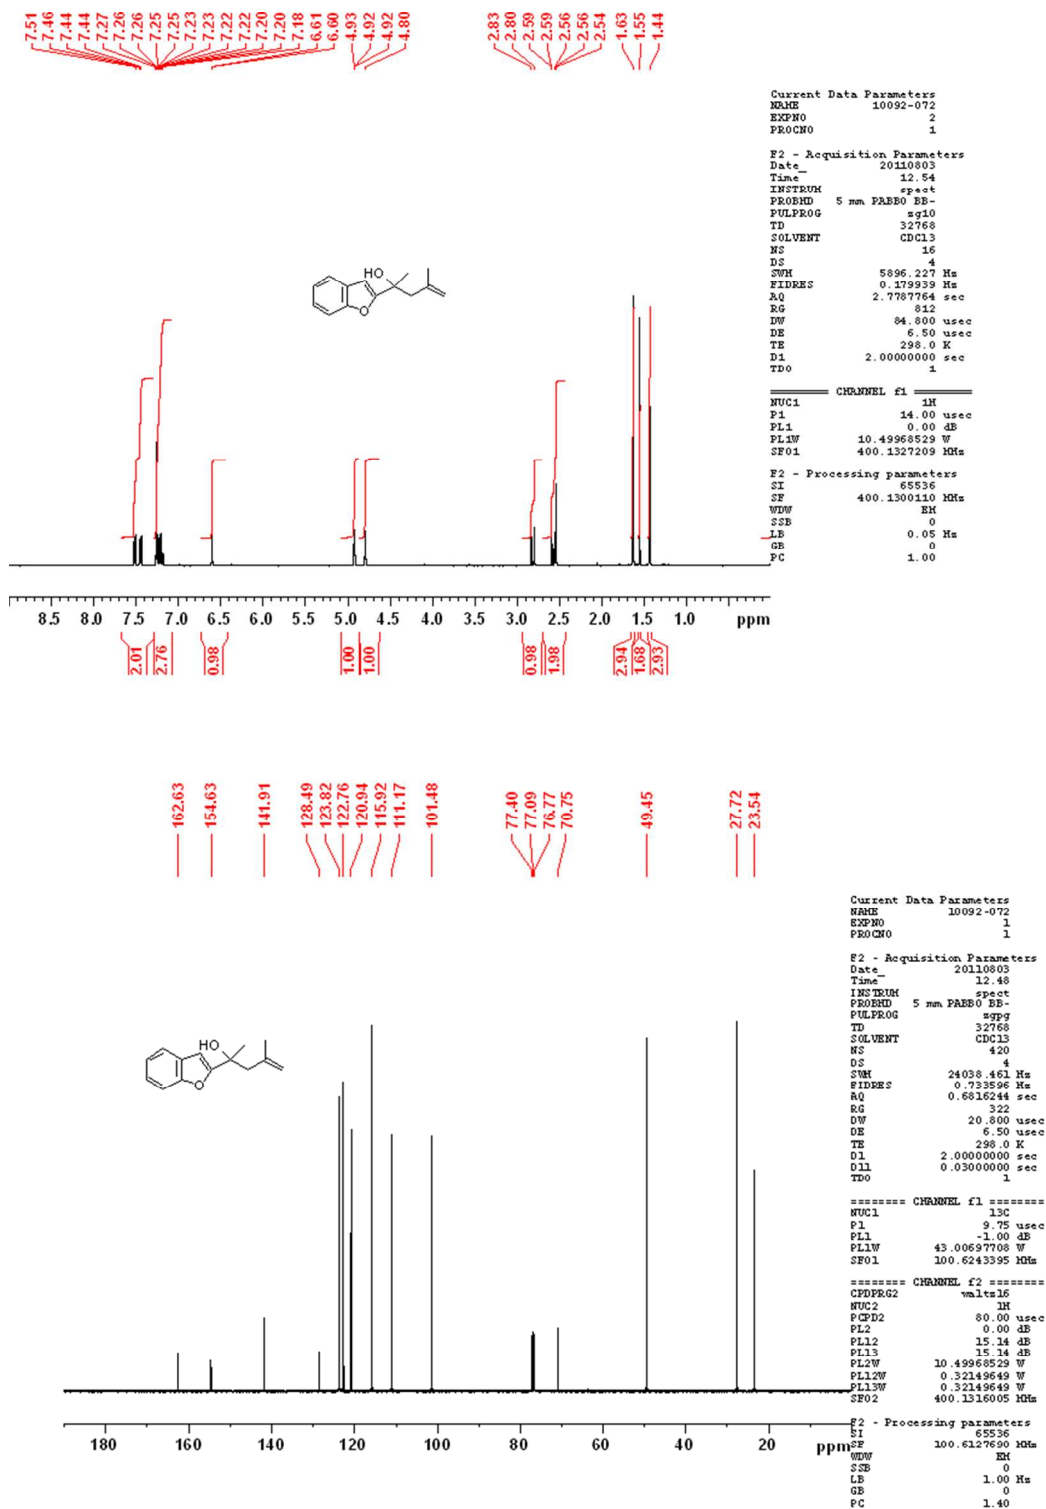 7.51
7.46
7.44
7.44
7.27
7.26
7.26
7.25
7.25
7.23
7.23
7.22
7.22
7.20
7.20
7.18
6.61
6.60
4.93
4.92
4.92
4.80
2.83
2.80
2.59
2.59
2.56
2.56
2.54
1.63
1.55
1.44
Current Data Parameters
NAME 10092-072
EXPNO 2
PROCNO 1
F2 - Acquisition Parameters
Date_ 20110803
Time 12.54
INSTRUM spect
PROBHD 5 mm PABBO BB-
PULPROG zg10
TD 32768
SOLVENT CDCl3
NS 16
DS 4
SWH 5896.227 Hz
FIDRES 0.179939 Hz
AQ 2.7787764 sec
RG 812
DW 84.800 usec
DE 6.50 usec
TE 298.0 K
D1 2.00000000 sec
TD0 1
CHANNEL f1
NUC1 1H
P1 14.00 usec
PL1 0.00 dB
PL1W 10.49968529 W
SFO1 400.1327209 MHz
F2 - Processing parameters
SI 65536
SF 400.1300110 MHz
WDW EM
SSB 0
LB 0.05 Hz
GB 0
PC 1.00
HO
O
8.5 8.0 7.5 7.0 6.5 6.0 5.5 5.0 4.5 4.0 3.5 3.0 2.5 2.0 1.5 1.0 ppm
2.01
2.76
0.98
1.00
1.00
0.98
1.98
2.94
1.68
2.93
162.63
154.63
141.91
128.49
123.82
122.76
120.94
115.92
111.17
101.48
77.40
77.09
76.77
70.75
49.45
27.72
23.54
Current Data Parameters
NAME 10092-072
EXPNO 1
PROCNO 1
F2 - Acquisition Parameters
Date_ 20110803
Time 12.48
INSTRUM spect
PROBHD 5 mm PABBO BB-
PULPROG zgpg
TD 32768
SOLVENT CDCl3
NS 420
DS 4
SWH 24038.461 Hz
FIDRES 0.733596 Hz
AQ 0.6816244 sec
RG 322
DW 20.800 usec
DE 6.50 usec
TE 298.0 K
D1 2.00000000 sec
D11 0.03000000 sec
TD0 1
======== CHANNEL f1 ========
NUC1 13C
P1 9.75 usec
PL1 -1.00 dB
PL1W 43.00697708 W
SFO1 100.6243395 MHz
======== CHANNEL f2 ========
CPDPRG2 waltz16
NUC2 1H
PCPD2 80.00 usec
PL2 0.00 dB
PL12 15.14 dB
PL13 15.14 dB
PL2W 10.49968529 W
PL12W 0.32149649 W
PL13W 0.32149649 W
SFO2 400.1316005 MHz
F2 - Processing parameters
SI 65536
SF 100.6127690 MHz
WDW EM
SSB 0
LB 1.00 Hz
GB 0
PC 1.40
HO
O
180 160 140 120 100 80 60 40 20 ppm